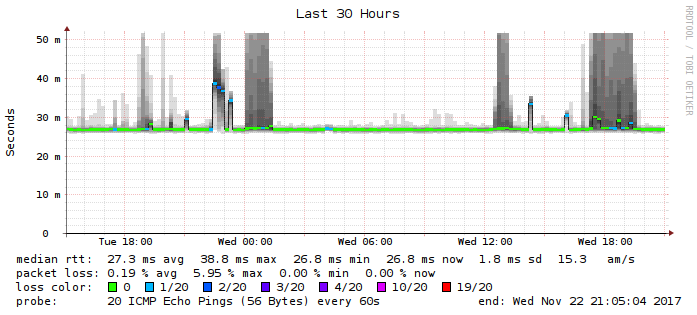 Last 30 Hours
RRDTOOL / TOBI OETIKER
Seconds
50 m
40 m
30 m
20 m
10 m
0
Tue 18:00 Wed 00:00 Wed 06:00 Wed 12:00 Wed 18:00
median rtt: 27.3 ms avg 38.8 ms max 26.8 ms min 26.8 ms now 1.8 ms sd 15.3 am/s
packet loss: 0.19 % avg 5.95 % max 0.00 % min 0.00 % now
loss color: 0 1/20 2/20 3/20 4/20 10/20 19/20
probe: 20 ICMP Echo Pings (56 Bytes) every 60s end: Wed Nov 22 21:05:04 2017